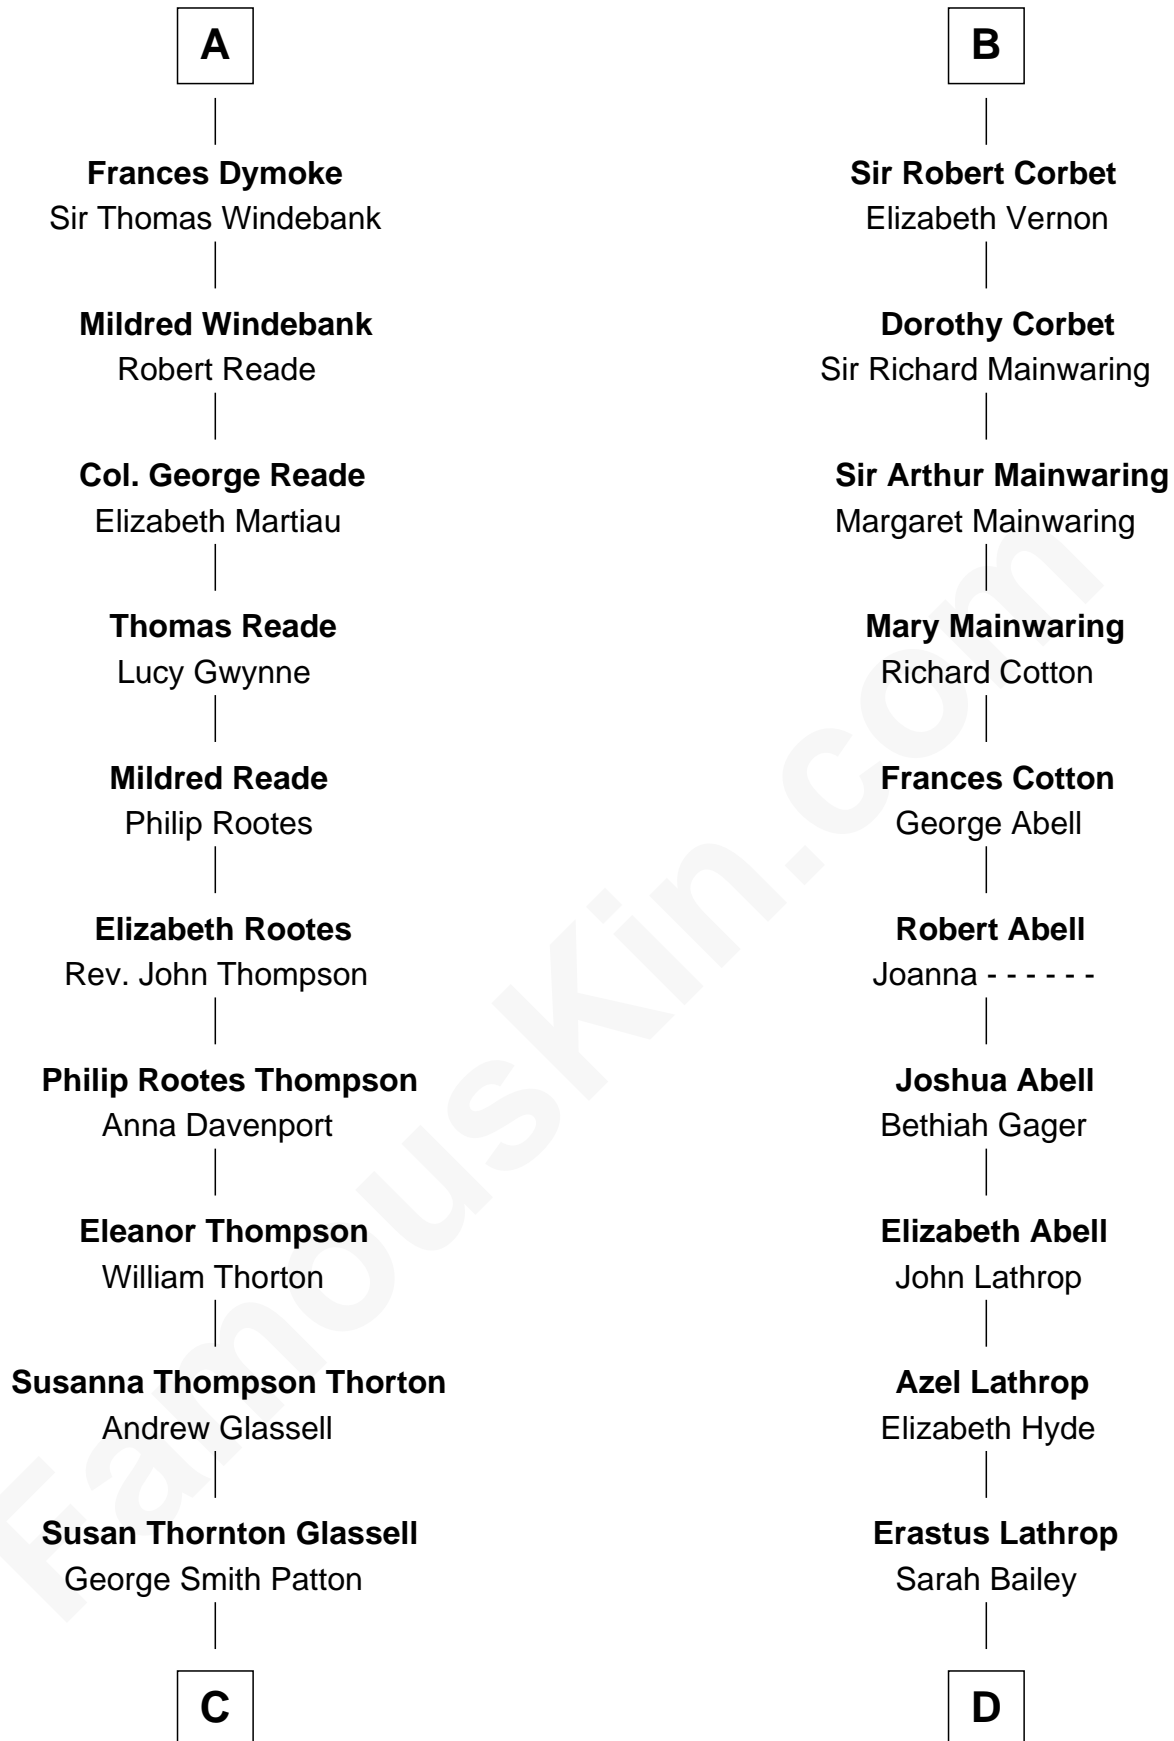 A
Frances Dymoke
Sir Thomas Windebank
Mildred Windebank
Robert Reade
Col. George Reade
Elizabeth Martiau
Thomas Reade
Lucy Gwynne
Mildred Reade
Philip Rootes
Elizabeth Rootes
Rev. John Thompson
Philip Rootes Thompson
Anna Davenport
Eleanor Thompson
William Thorton
Susanna Thompson Thorton
Andrew Glassell
Susan Thornton Glassell
George Smith Patton
C
B
Sir Robert Corbet
Elizabeth Vernon
Dorothy Corbet
Sir Richard Mainwaring
Sir Arthur Mainwaring
Margaret Mainwaring
Mary Mainwaring
Richard Cotton
Frances Cotton
George Abell
Robert Abell
Joanna - - - - - -
Joshua Abell
Bethiah Gager
Elizabeth Abell
John Lathrop
Azel Lathrop
Elizabeth Hyde
Erastus Lathrop
Sarah Bailey
D
FamousKin.com